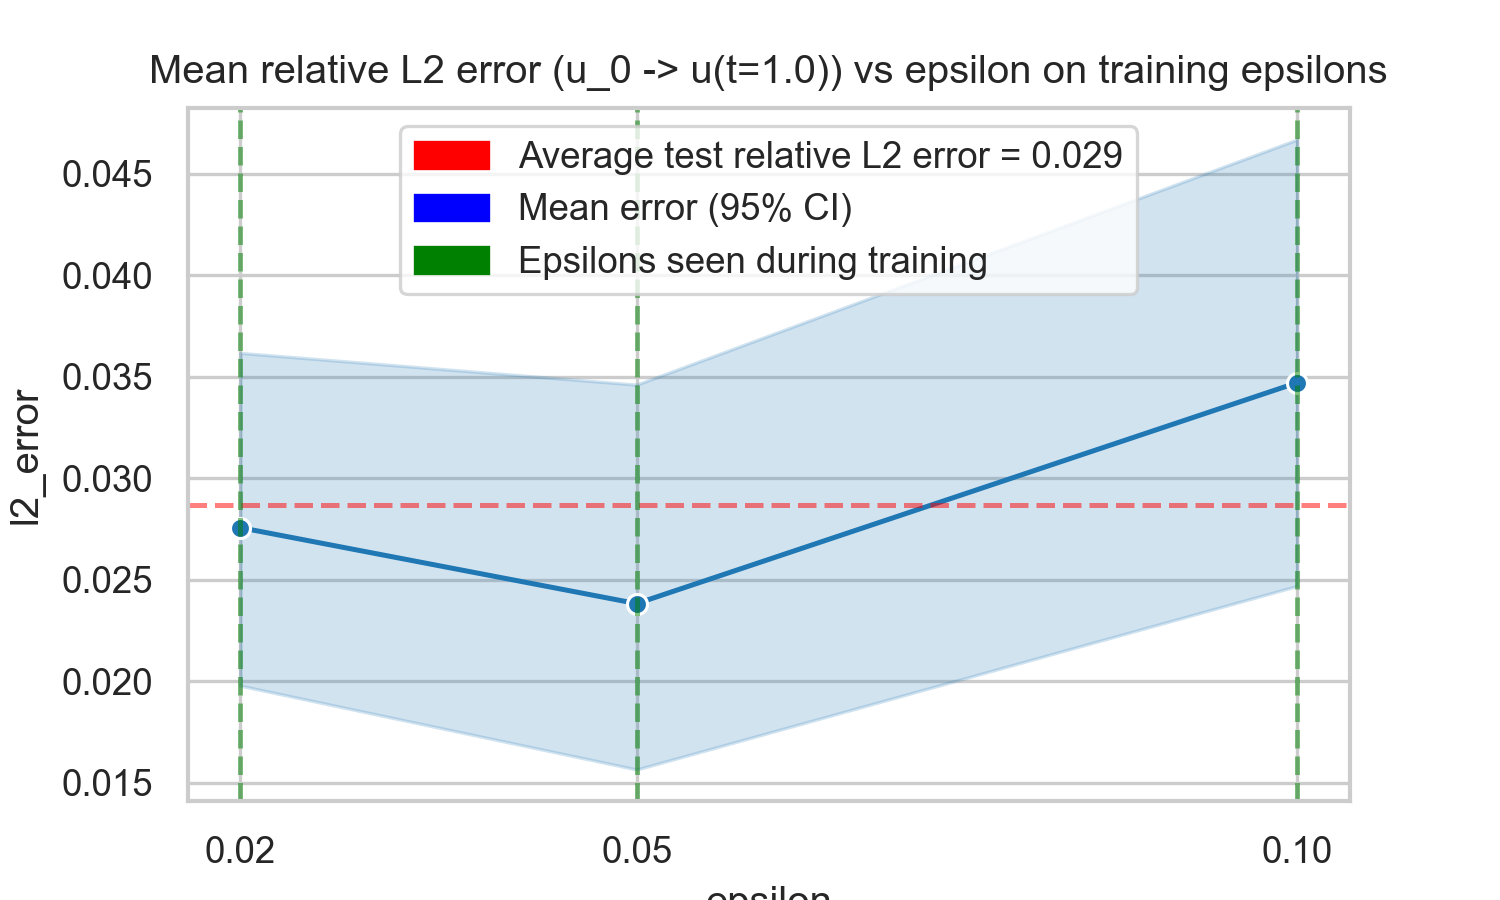 Mean relative L2 error (u_0 -> u(t=1.0)) vs epsilon on training epsilons
Average test relative L2 error = 0.029
Mean error (95% CI)
Epsilons seen during training
l2_error
0.045
0.040
0.035
0.030
0.025
0.020
0.015
0.02
0.05
0.10
epsilon